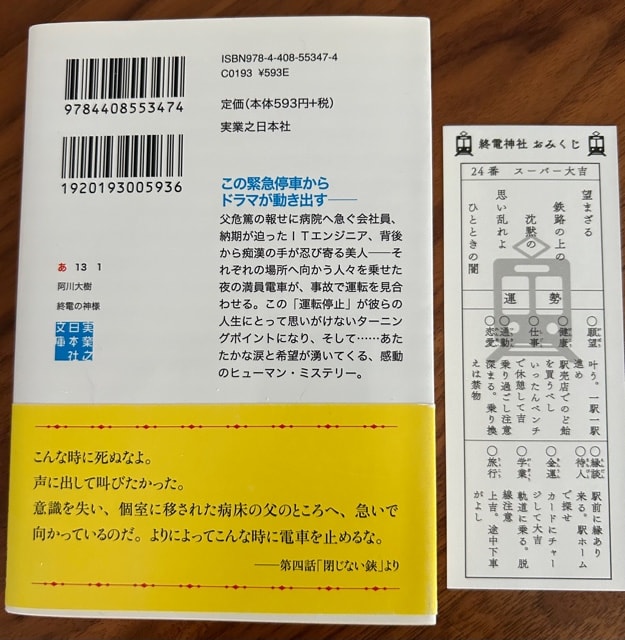 ISBN978-4-408-55347-4
C0193 ¥593E
9784408553474
定価(本体593円+税)
実業之日本社
1920193005936
この緊急停車から
ドラマが動き出す――
父危篤の報せに病院へ急ぐ会社員、
納期が迫ったITエンジニア、背後
から痴漢の手が忍び寄る美人――そ
れぞれの場所へ向かう人々を乗せた
夜の満員電車が、事故で運転を見合
わせる。この「運転停止」が彼らの
人生にとって思いがけないターニン
グポイントになり、そして……あた
たかな涙と希望が湧いてくる、感動
のヒューマン・ミステリー。
あ 13 1
阿川大樹
終電の神様
実業之
日本社
文庫
こんな時に死ぬなよ。
声に出して叫びたかった。
意識を失い、個室に移された病床の父のところへ、急いで
向かっているのだ。よりによってこんな時に電車を止めるな。
――第四話「閉じない鋏」より
終電神社 おみくじ
24番 スーパー大吉
望まざる
鉄路の上の
沈黙の
思い乱れよ
ひとときの闇
運勢
○願望 叶う。一駅一駅
進め
○健康 駅売店でのど飴
を買うべし
○仕事 いったんベンチ
で休憩して吉
○通勤 乗り過ごし注意
○恋愛 深まる。乗り換
えは禁物
○縁談 駅前に縁あり
○待人 来る。駅ホーム
で探せ
○金運 カードにチャー
ジして大吉
○学業 軌道に乗る。脱
線注意
○旅行 上吉。途中下車
がよし